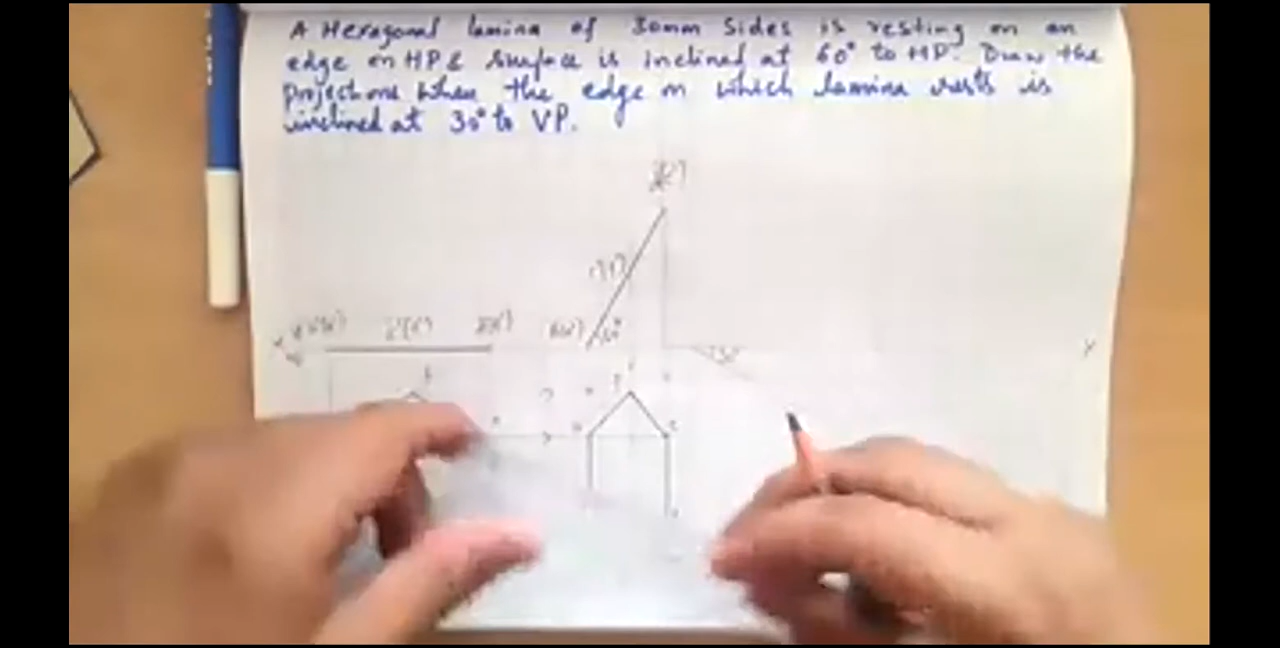 A Hexagonal lamina of 30mm Sides is resting on an
edge on HP & surface is inclined at 60° to HP. Draw the
projections when the edge on which lamina rests is
inclined at 30° to VP.
X
Y